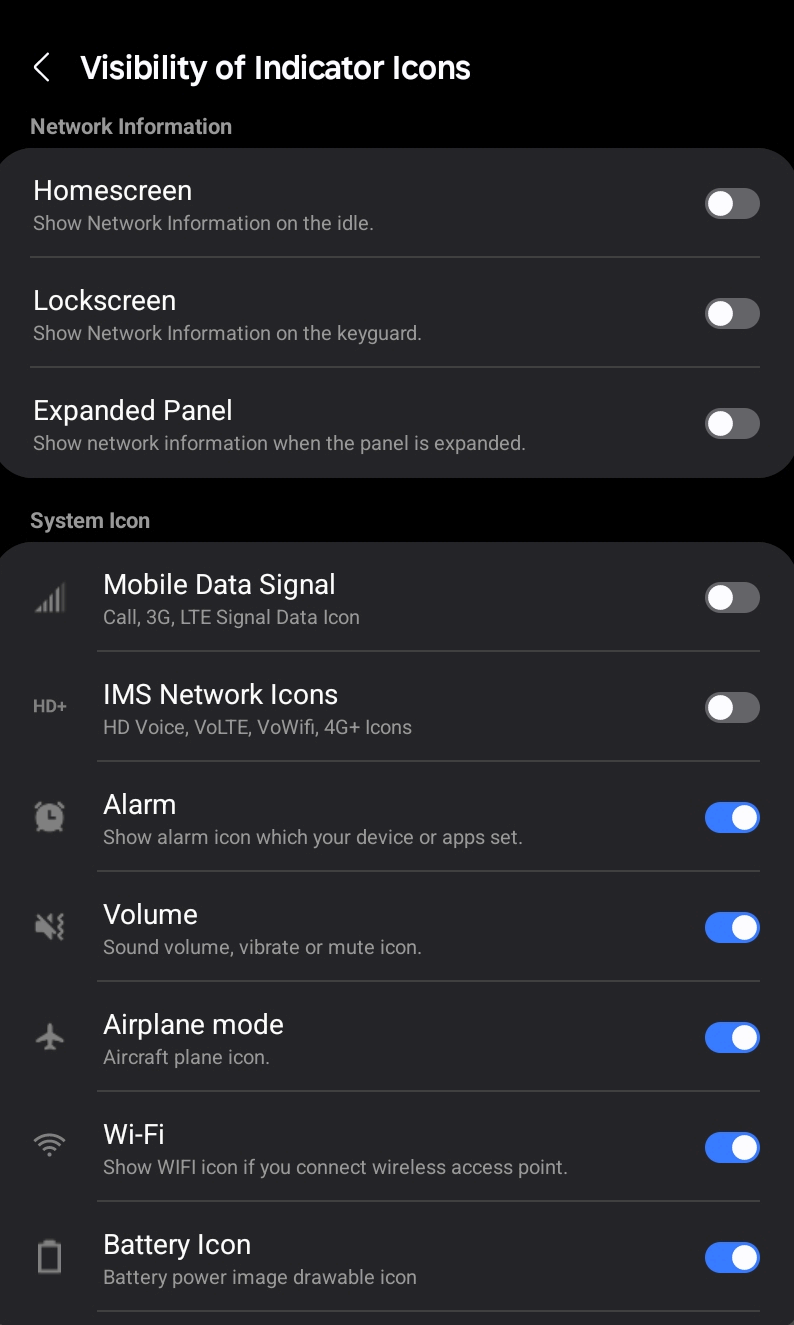 Visibility of Indicator Icons
Network Information
Homescreen
Show Network Information on the idle.
Lockscreen
Show Network Information on the keyguard.
Expanded Panel
Show network information when the panel is expanded.
System Icon
Mobile Data Signal
Call, 3G, LTE Signal Data Icon
HD+
IMS Network Icons
HD Voice, VoLTE, VoWifi, 4G+ Icons
Alarm
Show alarm icon which your device or apps set.
Volume
Sound volume, vibrate or mute icon.
Airplane mode
Aircraft plane icon.
Wi-Fi
Show WIFI icon if you connect wireless access point.
Battery Icon
Battery power image drawable icon